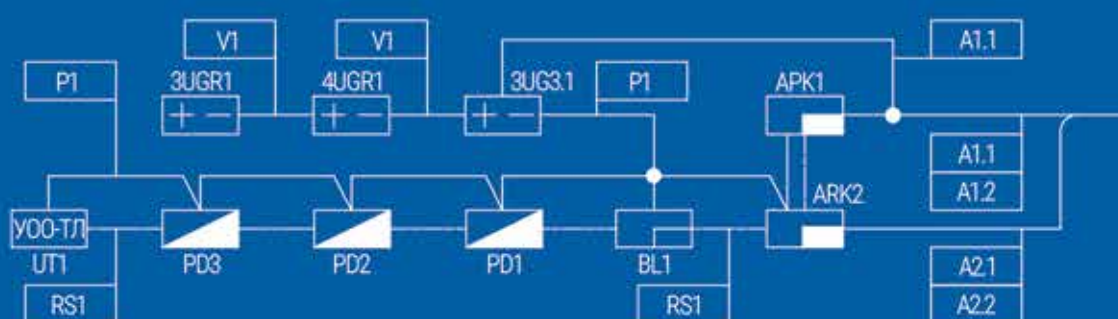 V1 V1 A1.1
P1 3UGR1 4UGR1 3UG3.1 P1 APK1
A1.1
A1.2
ARK2
УОО-ТЛ
UT1 PD3 PD2 PD1 BL1 A2.1
RS1 RS1 A2.2